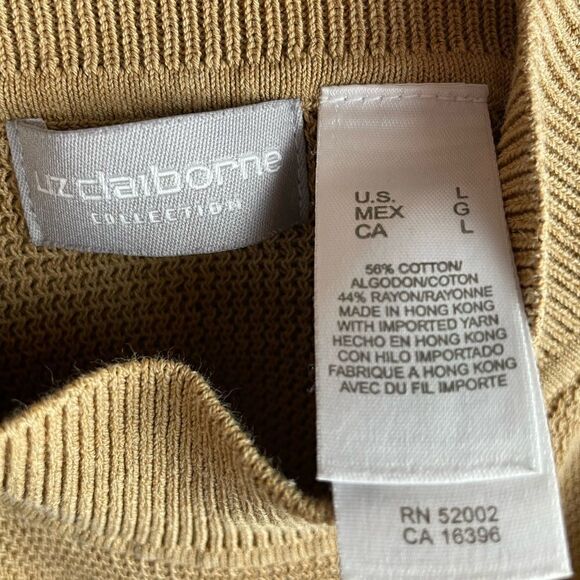 liz claiborne
COLLECTION
U.S. L
MEX G
CA L
56% COTTON/
ALGODON/COTON
44% RAYON/RAYONNE
MADE IN HONG KONG
WITH IMPORTED YARN
HECHO EN HONG KONG
CON HILO IMPORTADO
FABRIQUE A HONG KONG
AVEC DU FIL IMPORTE
RN 52002
CA 16396